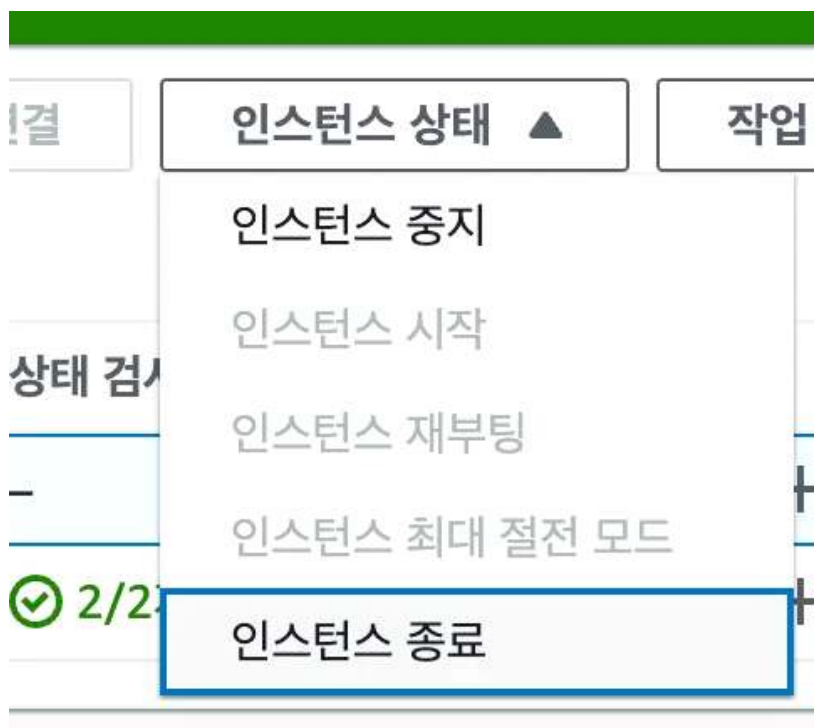 인스턴스 상태 ▲
작업
인스턴스 중지
인스턴스 시작
상태
인스턴스 재부팅
–
인스턴스 최대 절전 모드
2/2
인스턴스 종료